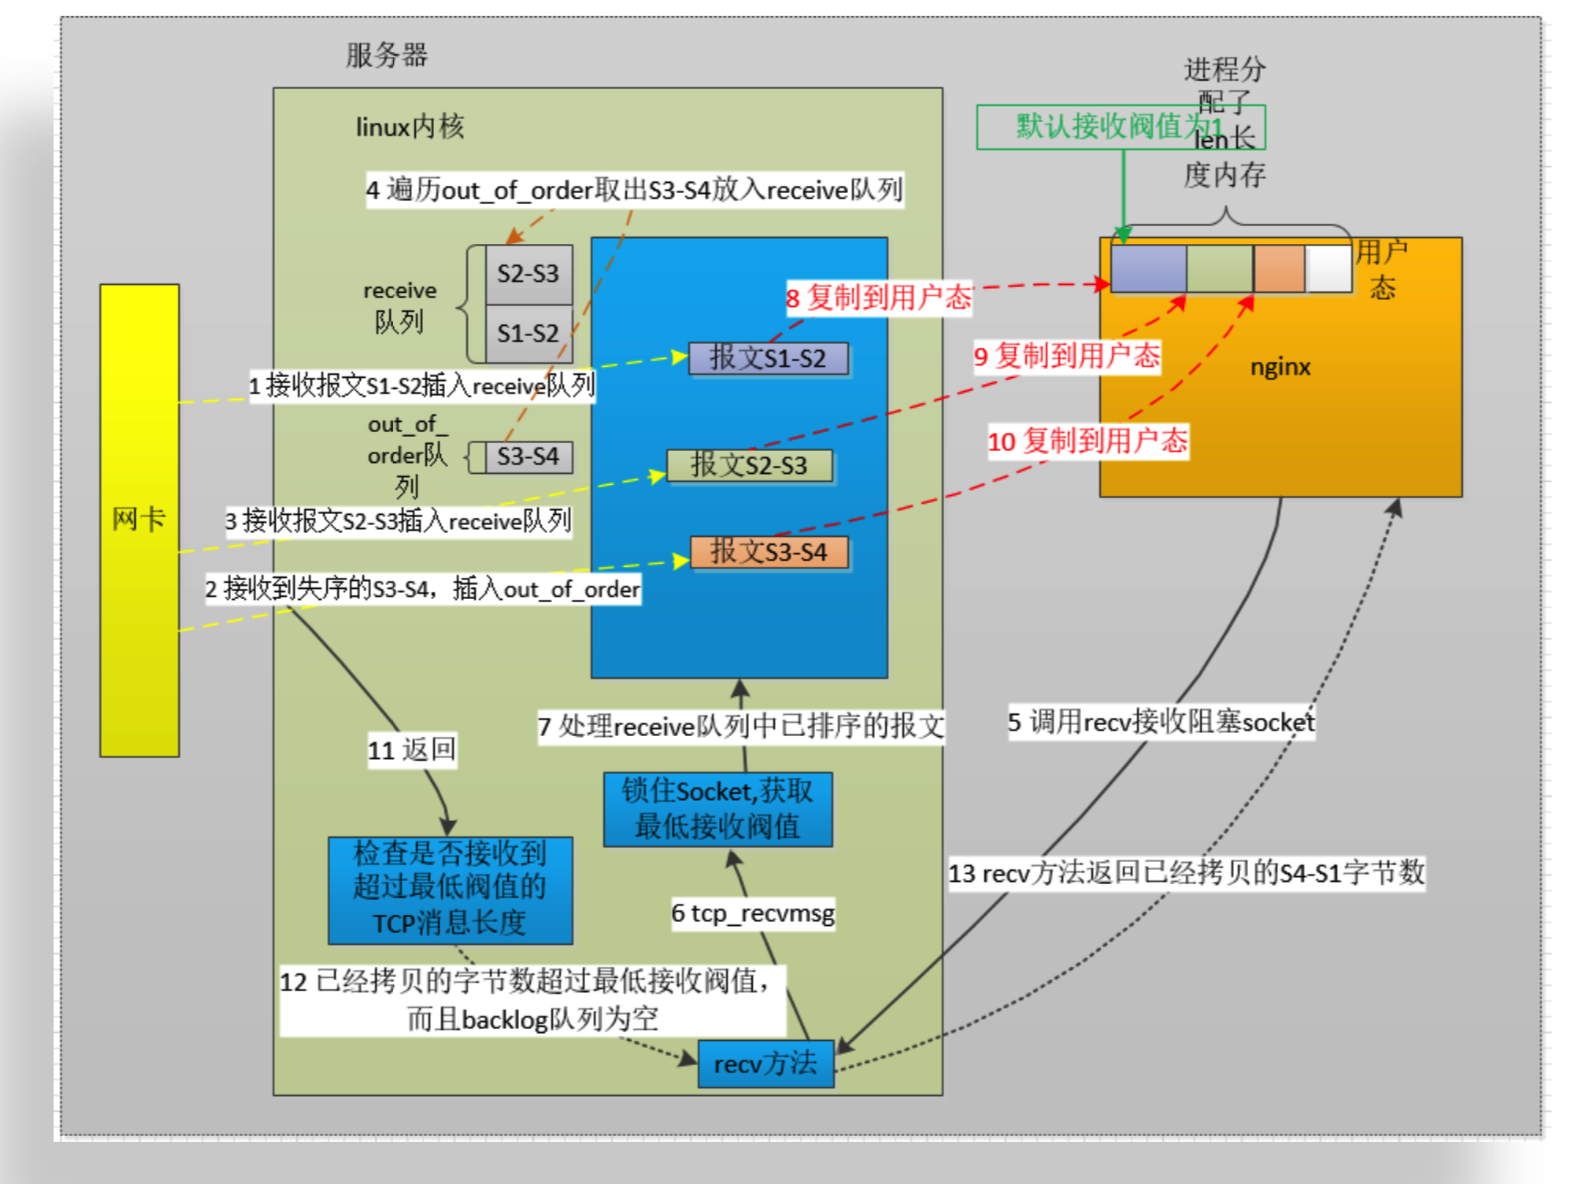 服务器
linux内核
进程分
配了
len长
度内存
默认接收阀值为1
4 遍历out_of_order取出S3-S4放入receive队列
receive
队列
S2-S3
S1-S2
用户
态
8 复制到用户态
报文S1-S2
9 复制到用户态
nginx
1 接收报文S1-S2插入receive队列
out_of_
order队
列
S3-S4
报文S2-S3
10 复制到用户态
网卡
3 接收报文S2-S3插入receive队列
报文S3-S4
2 接收到失序的S3-S4，插入out_of_order
7 处理receive队列中已排序的报文
5 调用recv接收阻塞socket
11 返回
锁住Socket,获取
最低接收阀值
检查是否接收到
超过最低阀值的
TCP消息长度
13 recv方法返回已经拷贝的S4-S1字节数
6 tcp_recvmsg
12 已经拷贝的字节数超过最低接收阀值，
而且backlog队列为空
recv方法